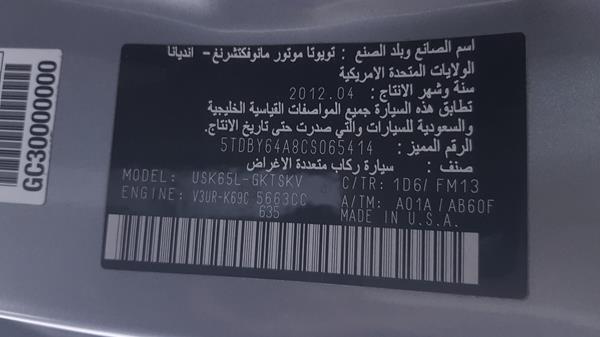 GC30000000
اسم الصانع وبلد الصنع : تويوتا موتور مانوفكتشرنغ- انديانا
الولايات المتحدة الامريكية
سنة وشهر الانتاج : 2012.04
تطابق هذه السيارة جميع المواصفات القياسية الخليجية
والسعودية للسيارات والتي صدرت حتى تاريخ الانتاج.
الرقم المميز : 5TDBY64A8CS065414
صنف : سيارة ركاب متعددة الاغراض
MODEL: USK65L-GKTSKV C/TR: 1D6/ FM13
ENGINE: V3UR-K69C 5663CC A/TM: A01A/AB60F
635 MADE IN U.S.A.